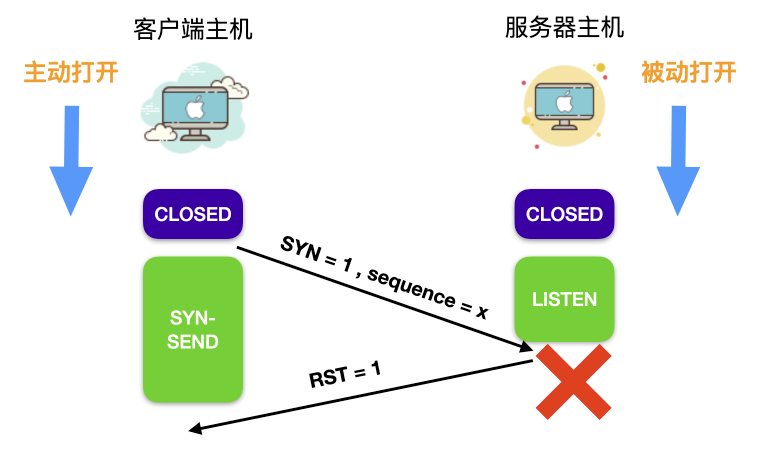 客户端主机
服务器主机
主动打开
被动打开
CLOSED
CLOSED
SYN = 1 , sequence = x
SYN-
SEND
LISTEN
RST = 1